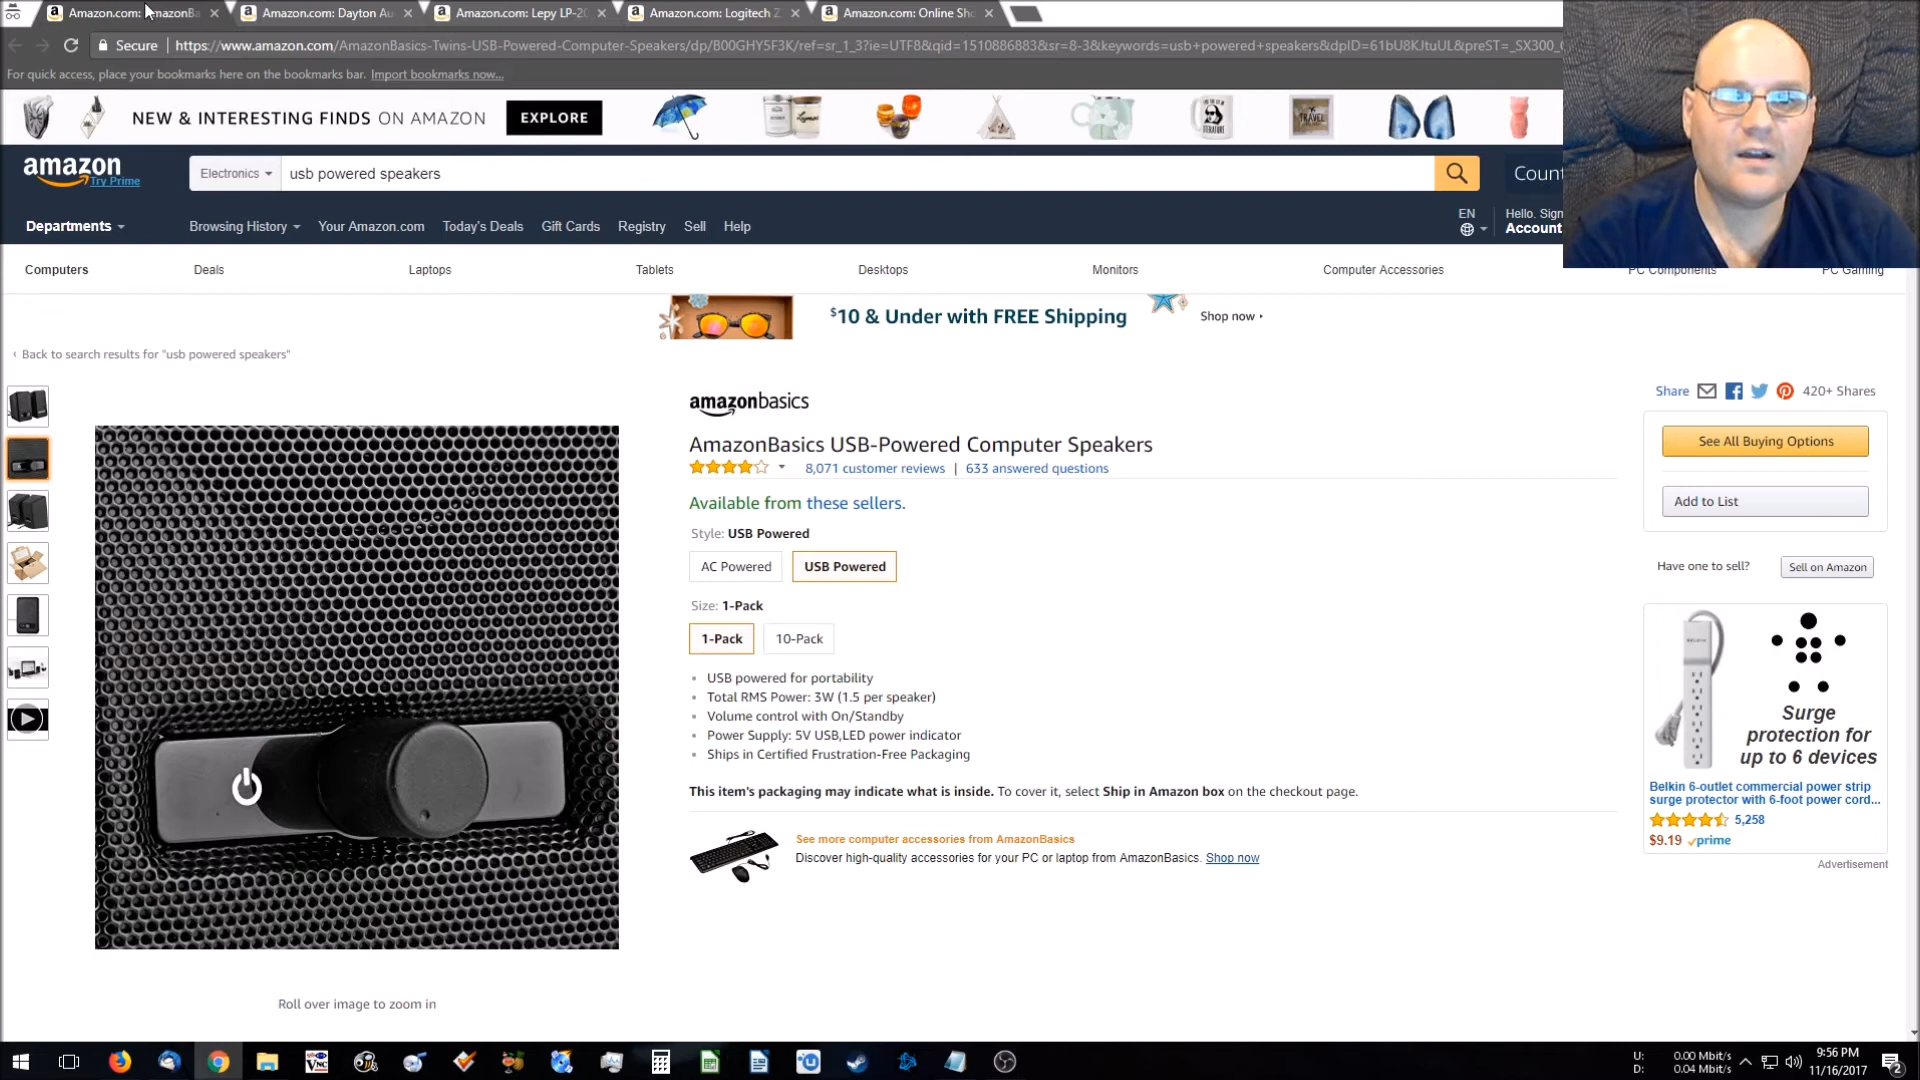 Amazon.com: AmazonBa
Amazon.com: Dayton Au
Amazon.com: Lepy LP-20
Amazon.com: Logitech Z
Amazon.com: Online Sho
Secure
https://www.amazon.com/AmazonBasics-Twins-USB-Powered-Computer-Speakers/dp/B00GHY5F3K/ref=sr_1_3?ie=UTF8&qid=1510886883&sr=8-3&keywords=usb+powered+speakers&dpID=61bU8KJtuUL&preST=_SX300_
For quick access, place your bookmarks here on the bookmarks bar. Import bookmarks now...
NEW & INTERESTING FINDS ON AMAZON EXPLORE
LITERATURE
TRAVEL
amazon
Try Prime
Electronics
usb powered speakers
Count
Departments
Browsing History
Your Amazon.com
Today's Deals
Gift Cards
Registry
Sell
Help
EN
Hello. Sign
Account
Computers
Deals
Laptops
Tablets
Desktops
Monitors
Computer Accessories
PC Components
PC Gaming
$10 & Under with FREE Shipping
Shop now ›
‹ Back to search results for "usb powered speakers"
Share
420+ Shares
amazonbasics
AmazonBasics USB-Powered Computer Speakers
8,071 customer reviews | 633 answered questions
Available from these sellers.
Style: USB Powered
AC Powered
USB Powered
Size: 1-Pack
1-Pack
10-Pack
• USB powered for portability
• Total RMS Power: 3W (1.5 per speaker)
• Volume control with On/Standby
• Power Supply: 5V USB,LED power indicator
• Ships in Certified Frustration-Free Packaging
This item's packaging may indicate what is inside. To cover it, select Ship in Amazon box on the checkout page.
See more computer accessories from AmazonBasics
Discover high-quality accessories for your PC or laptop from AmazonBasics. Shop now
Roll over image to zoom in
See All Buying Options
Add to List
Have one to sell?
Sell on Amazon
Surge
protection for
up to 6 devices
Belkin 6-outlet commercial power strip
surge protector with 6-foot power cord...
5,258
$9.19 prime
Advertisement
VNC
U: 0.00 Mbit/s
D: 0.04 Mbit/s
9:56 PM
11/16/2017
2